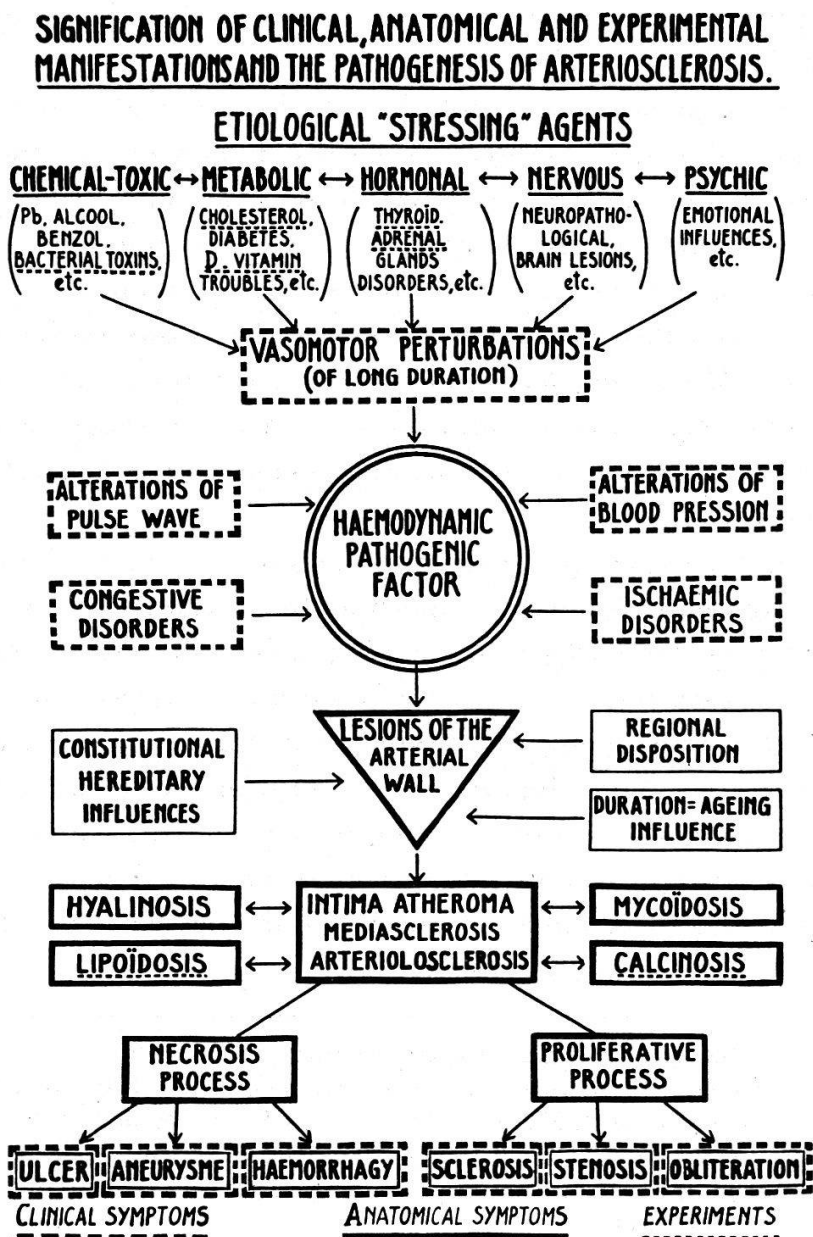 SIGNIFICATION OF CLINICAL, ANATOMICAL AND EXPERIMENTAL
MANIFESTATIONS AND THE PATHOGENESIS OF ARTERIOSCLEROSIS.
ETIOLOGICAL "STRESSING" AGENTS
CHEMICAL-TOXIC ↔ METABOLIC ↔ HORMONAL ↔ NERVOUS ↔ PSYCHIC
(Pb, ALCOOL,
BENZOL,
BACTERIAL TOXINS,
etc.)
(CHOLESTEROL,
DIABETES,
D. VITAMIN
TROUBLES, etc.)
(THYROÏD.
ADRENAL
GLANDS
DISORDERS, etc.)
(NEUROPATHO-
LOGICAL,
BRAIN LESIONS,
etc.)
(EMOTIONAL
INFLUENCES,
etc.)
VASOMOTOR PERTURBATIONS
(OF LONG DURATION)
ALTERATIONS OF
PULSE WAVE
HAEMODYNAMIC
PATHOGENIC
FACTOR
ALTERATIONS OF
BLOOD PRESSION
CONGESTIVE
DISORDERS
ISCHAEMIC
DISORDERS
CONSTITUTIONAL
HEREDITARY
INFLUENCES
LESIONS OF THE
ARTERIAL
WALL
REGIONAL
DISPOSITION
DURATION = AGEING
INFLUENCE
HYALINOSIS
LIPOÏDOSIS
INTIMA ATHEROMA
MEDIASCLEROSIS
ARTERIOLOSCLEROSIS
MYCOÏDOSIS
CALCINOSIS
NECROSIS
PROCESS
PROLIFERATIVE
PROCESS
ULCER ANEURYSME HAEMORRHAGY SCLEROSIS STENOSIS OBLITERATION
CLINICAL SYMPTOMS ANATOMICAL SYMPTOMS EXPERIMENTS